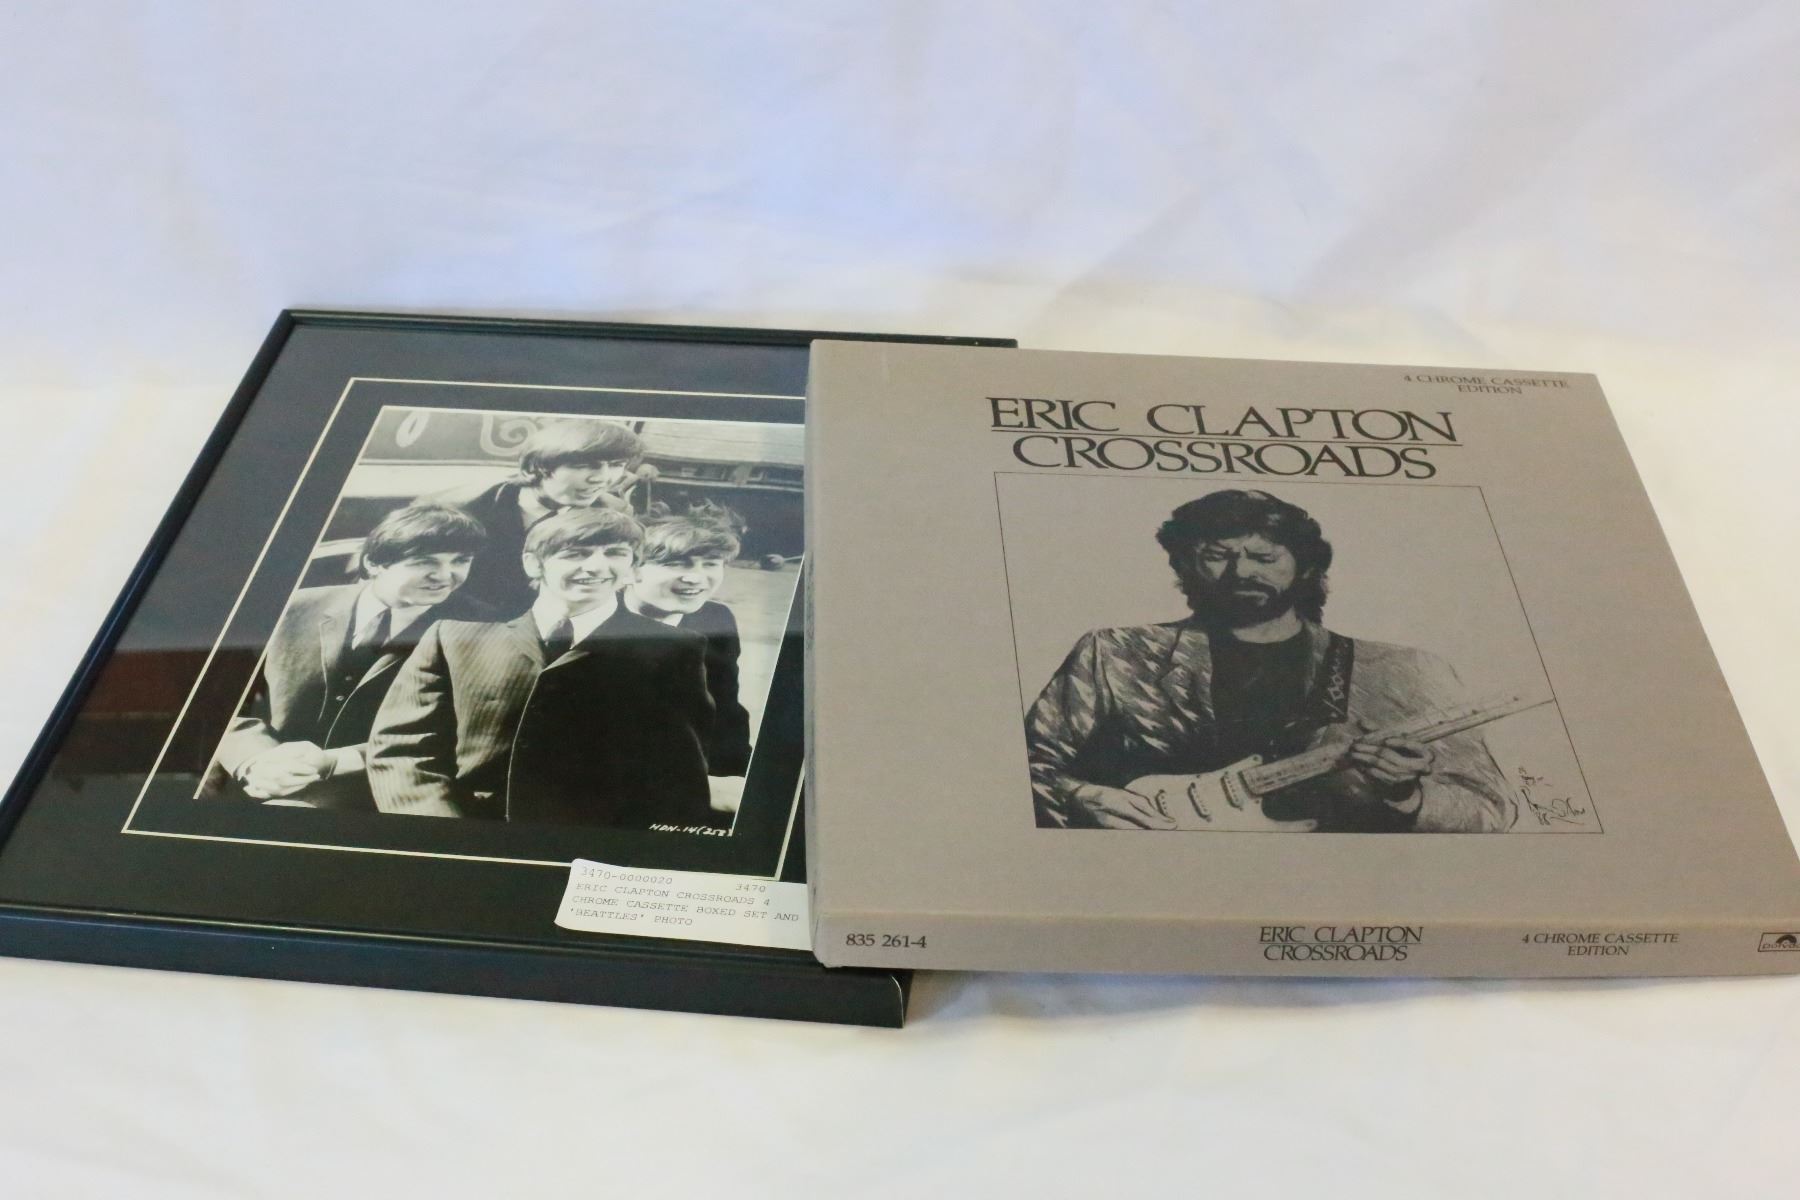 HDN-14(258)
3470-0000020 3470
ERIC CLAPTON CROSSROADS 4
CHROME CASSETTE BOXED SET AND
'BEATTLES' PHOTO
4 CHROME CASSETTE
EDITION
ERIC CLAPTON
CROSSROADS
835 261-4
ERIC CLAPTON
CROSSROADS
4 CHROME CASSETTE
EDITION